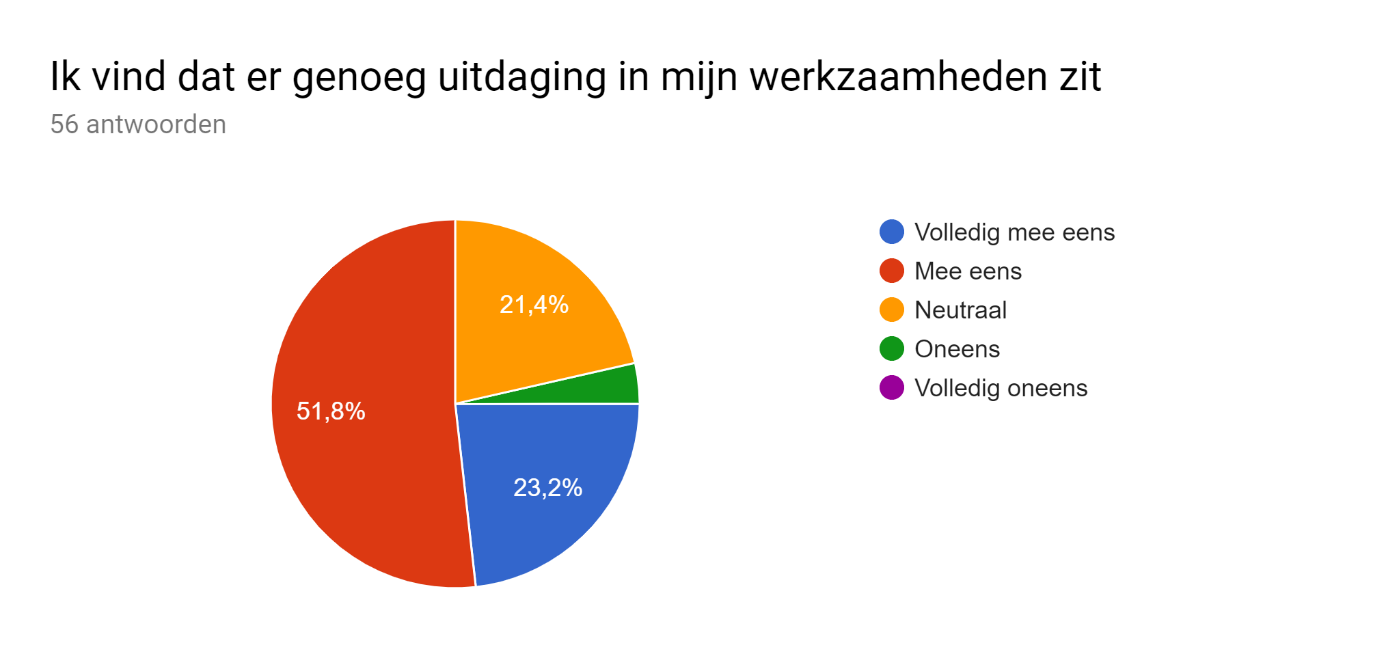 Ik vind dat er genoeg uitdaging in mijn werkzaamheden zit
56 antwoorden
21,4%
51,8%
23,2%
Volledig mee eens
Mee eens
Neutraal
Oneens
Volledig oneens